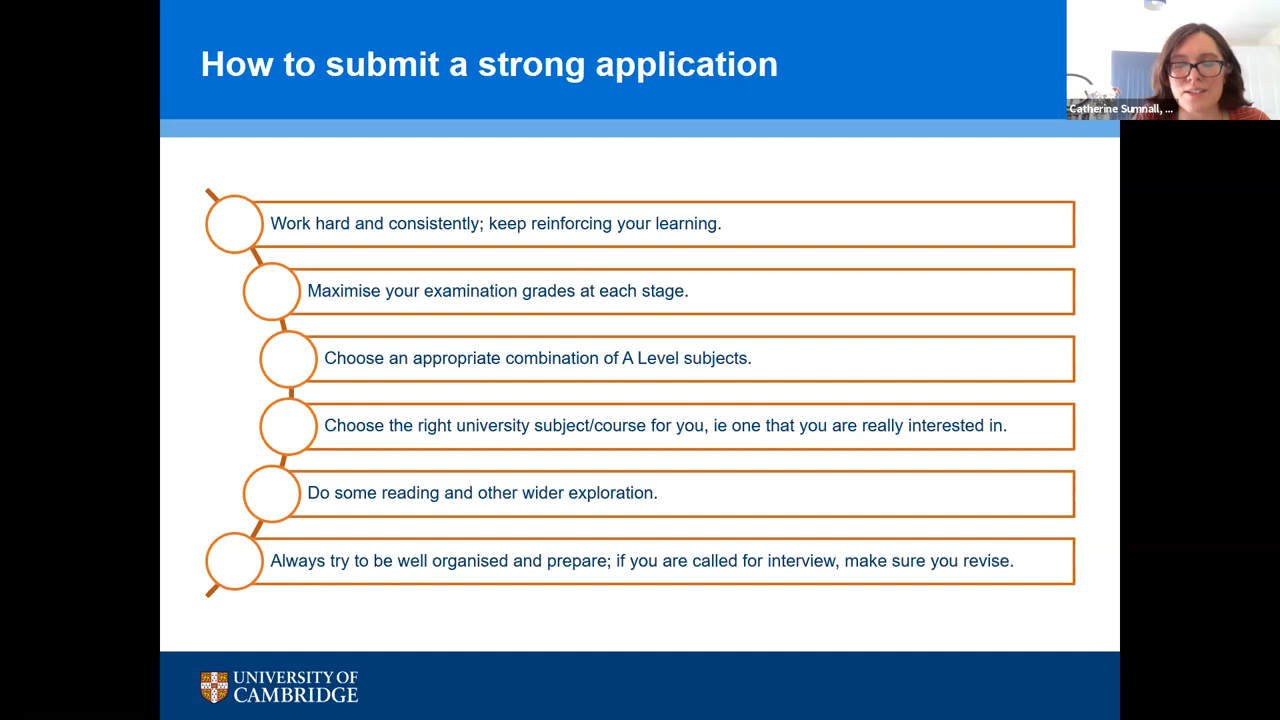 How to submit a strong application
Catherine Sumnall, ...
Work hard and consistently; keep reinforcing your learning.
Maximise your examination grades at each stage.
Choose an appropriate combination of A Level subjects.
Choose the right university subject/course for you, ie one that you are really interested in.
Do some reading and other wider exploration.
Always try to be well organised and prepare; if you are called for interview, make sure you revise.
UNIVERSITY OF
CAMBRIDGE